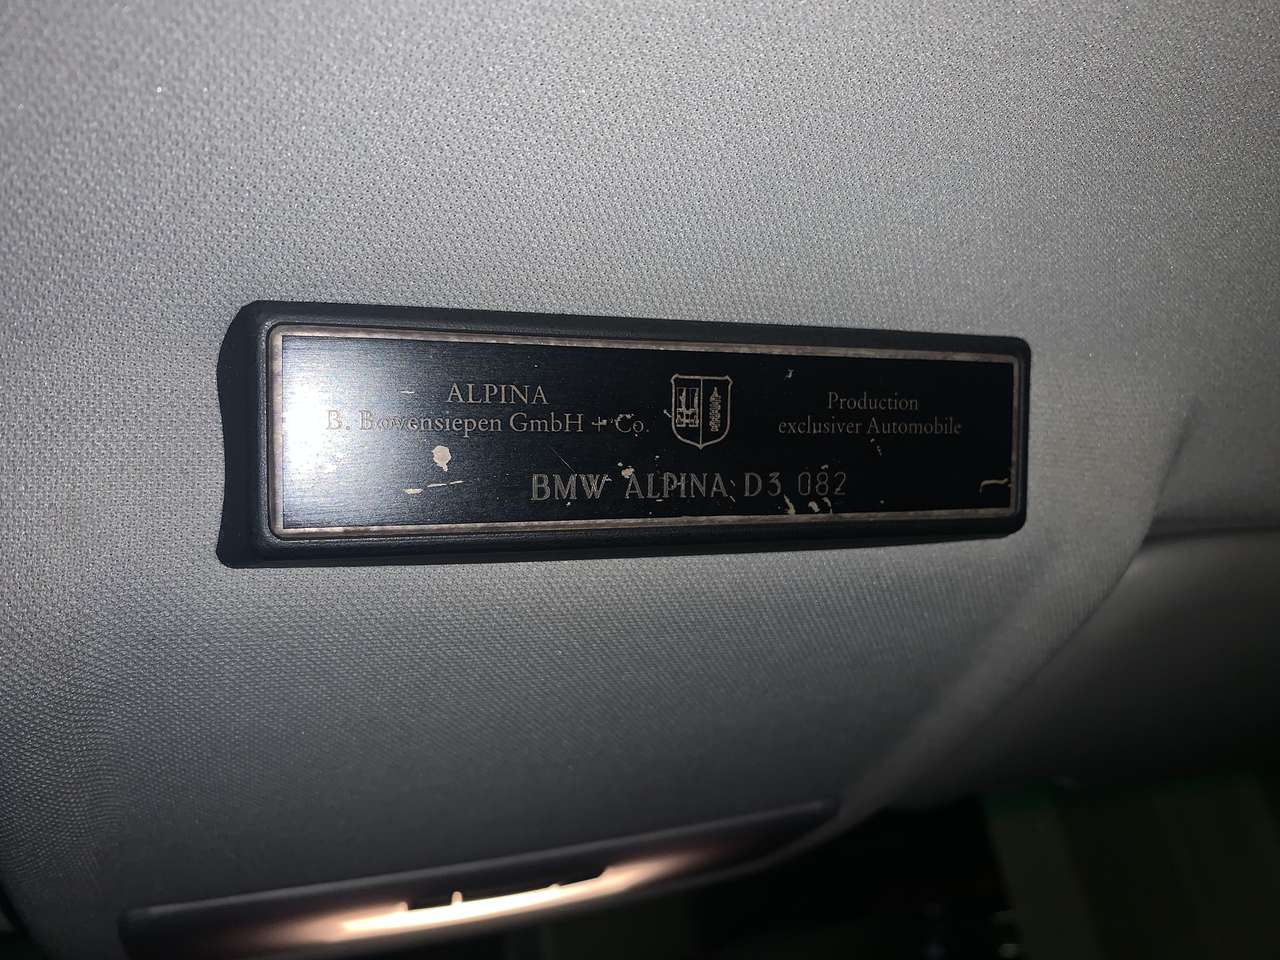 ALPINA
B. Bovensiepen GmbH + Co.
Production
exclusiver Automobile
BMW ALPINA D3 082